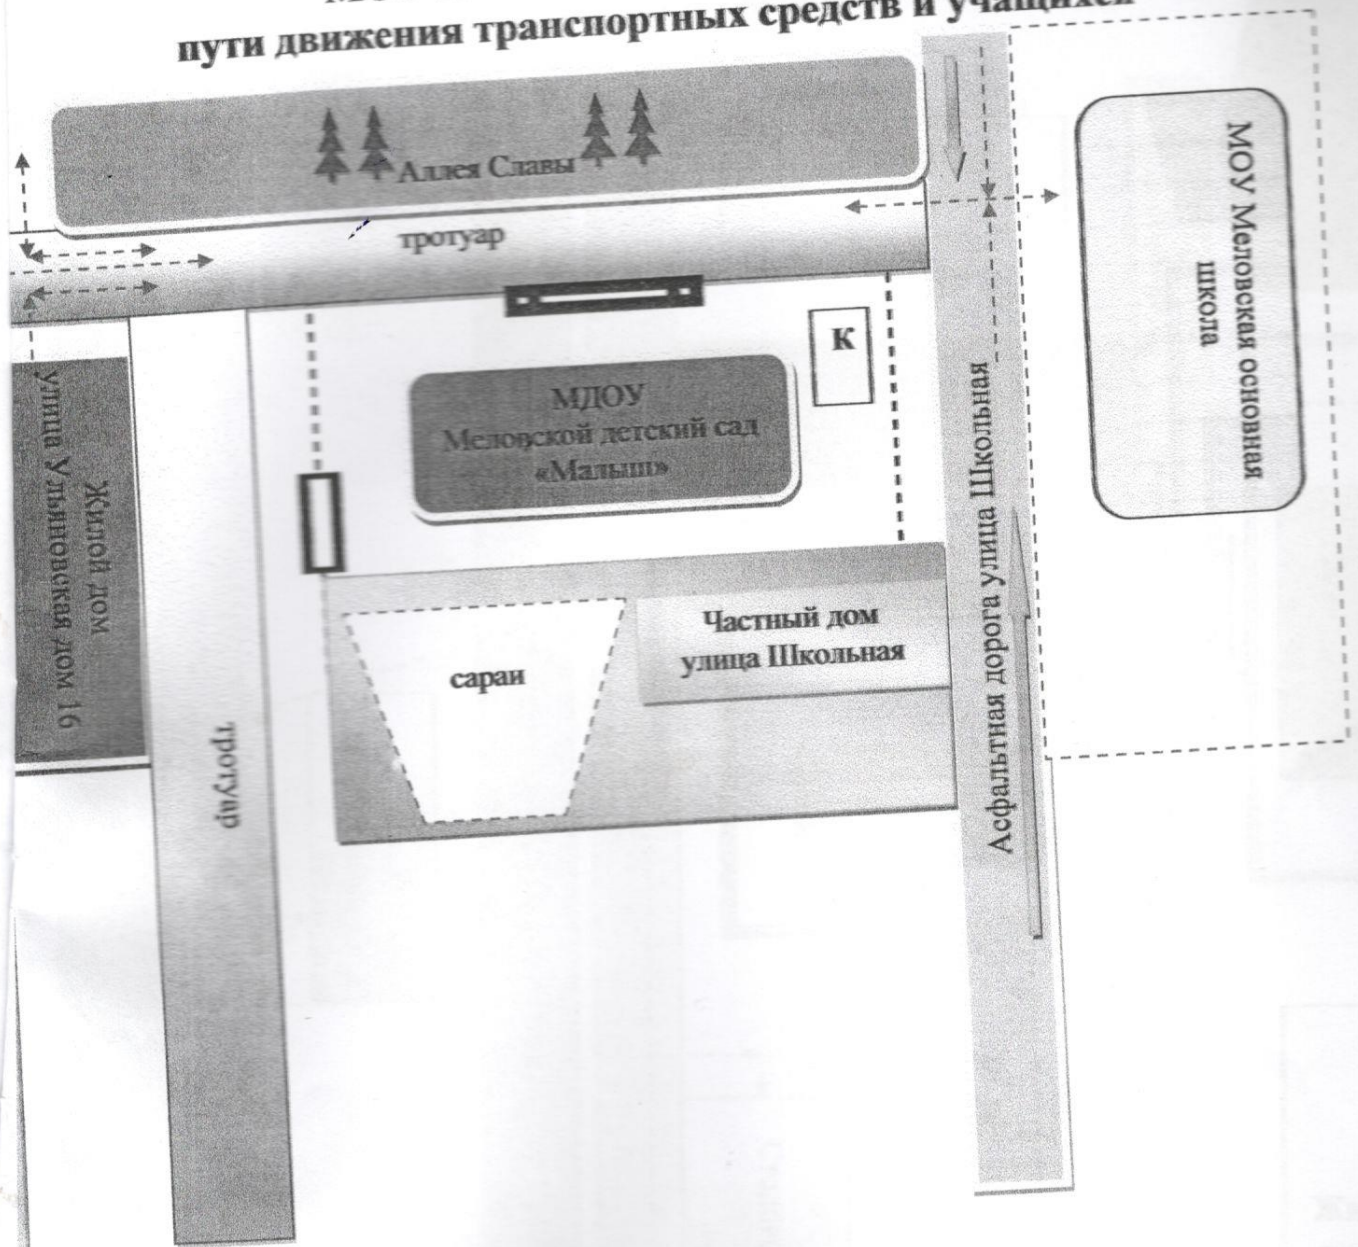 пути движения транспортных средств и учащихся
Аллея Славы
тротуар
К
МДОУ
Меловской детский сад
«Малыш»
МОУ Меловская основная
школа
Жилой дом
улица Ульяновская дом 16
Асфальтная дорога улица Школьная
Частный дом
улица Школьная
сараи
тротуар